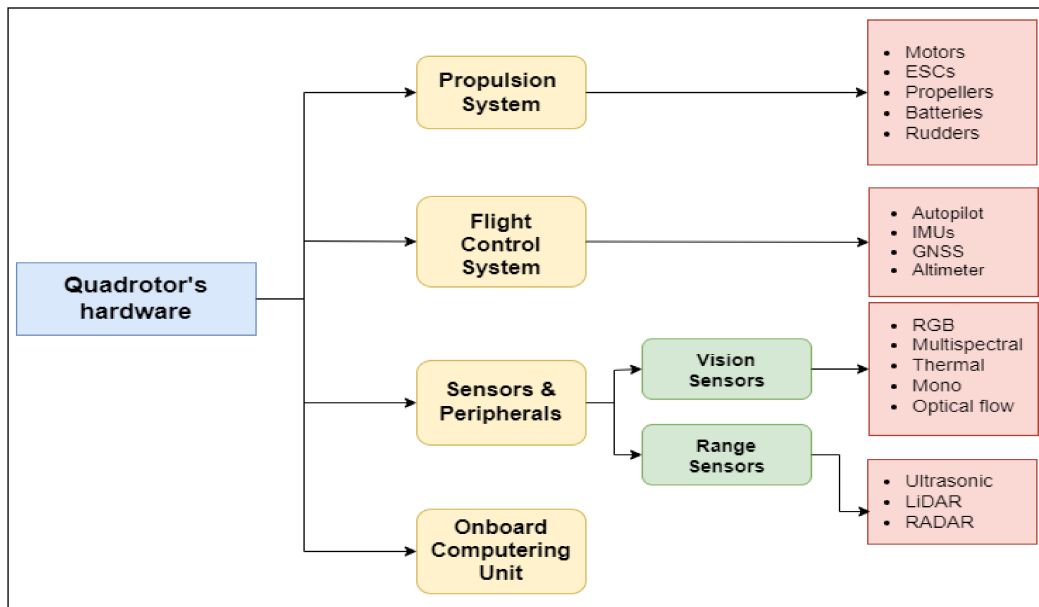 Quadrotor's
hardware
Propulsion
System
• Motors
• ESCs
• Propellers
• Batteries
• Rudders
Flight
Control
System
• Autopilot
• IMUs
• GNSS
• Altimeter
Sensors &
Peripherals
Vision
Sensors
• RGB
• Multispectral
• Thermal
• Mono
• Optical flow
Range
Sensors
• Ultrasonic
• LiDAR
• RADAR
Onboard
Computering
Unit